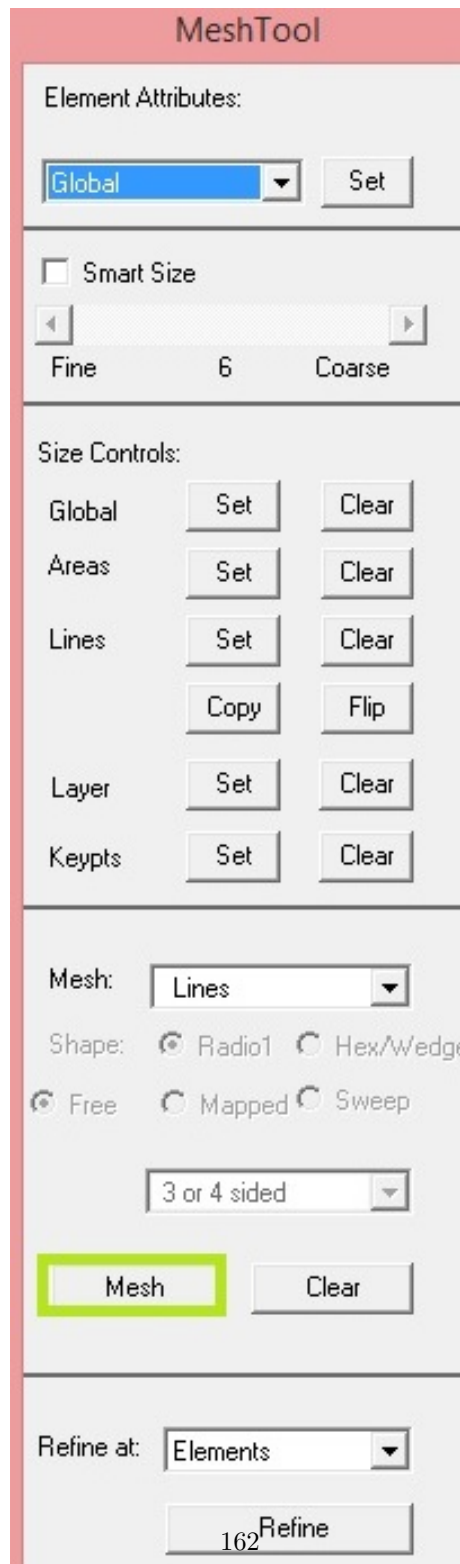 MeshTool
Element Attributes:
Global Set
Smart Size
Fine 6 Coarse
Size Controls:
Global Set Clear
Areas Set Clear
Lines Set Clear
Copy Flip
Layer Set Clear
Keypts Set Clear
Mesh: Lines
Shape: Radio1 Hex/Wedge
Free Mapped Sweep
3 or 4 sided
Mesh Clear
Refine at: Elements
Refine
162